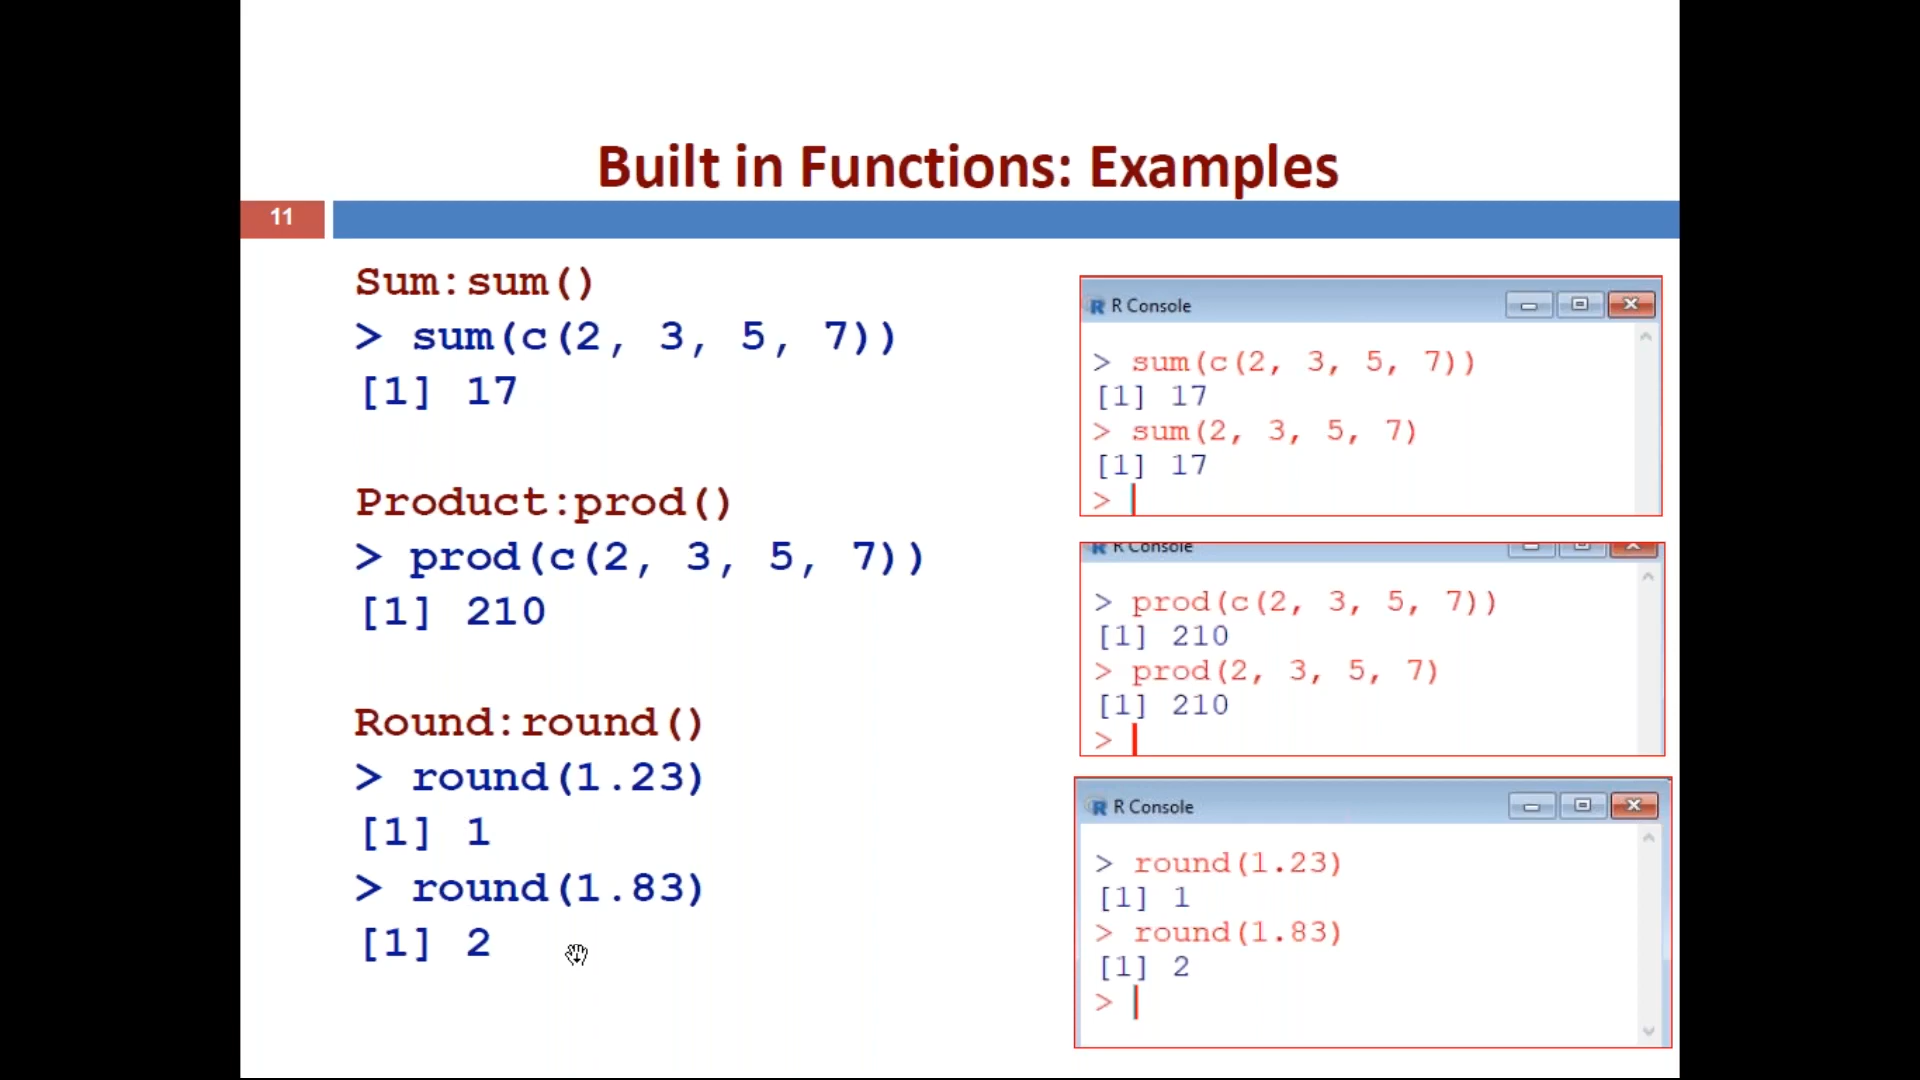 Built in Functions: Examples
11
Sum:sum()
> sum(c(2, 3, 5, 7))
[1] 17
Product:prod()
> prod(c(2, 3, 5, 7))
[1] 210
Round:round()
> round(1.23)
[1] 1
> round(1.83)
[1] 2
R Console
> sum(c(2, 3, 5, 7))
[1] 17
> sum(2, 3, 5, 7)
[1] 17
>
R Console
> prod(c(2, 3, 5, 7))
[1] 210
> prod(2, 3, 5, 7)
[1] 210
>
R Console
> round(1.23)
[1] 1
> round(1.83)
[1] 2
>